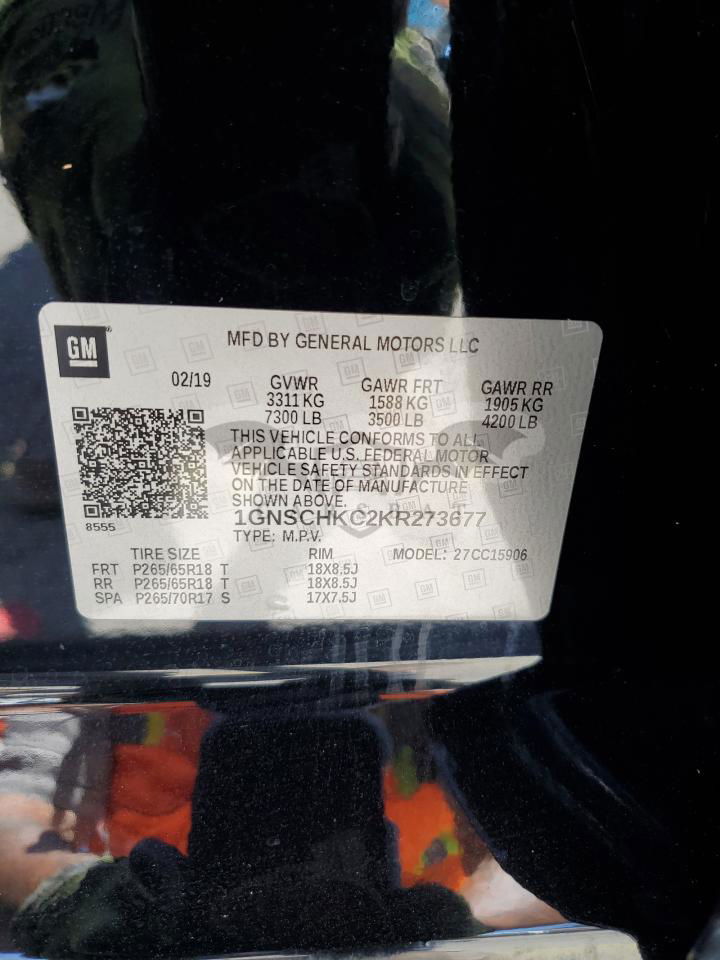 GM
MFD BY GENERAL MOTORS LLC
02/19 GVWR GAWR FRT GAWR RR
3311 KG 1588 KG 1905 KG
7300 LB 3500 LB 4200 LB
THIS VEHICLE CONFORMS TO ALL
APPLICABLE U.S. FEDERAL MOTOR
VEHICLE SAFETY STANDARDS IN EFFECT
ON THE DATE OF MANUFACTURE
SHOWN ABOVE.
8555
1GNSCHKC2KR273677
TYPE: M.P.V.
TIRE SIZE RIM MODEL: 27CC15906
FRT P265/65R18 T 18X8.5J
RR P265/65R18 T 18X8.5J
SPA P265/70R17 S 17X7.5J